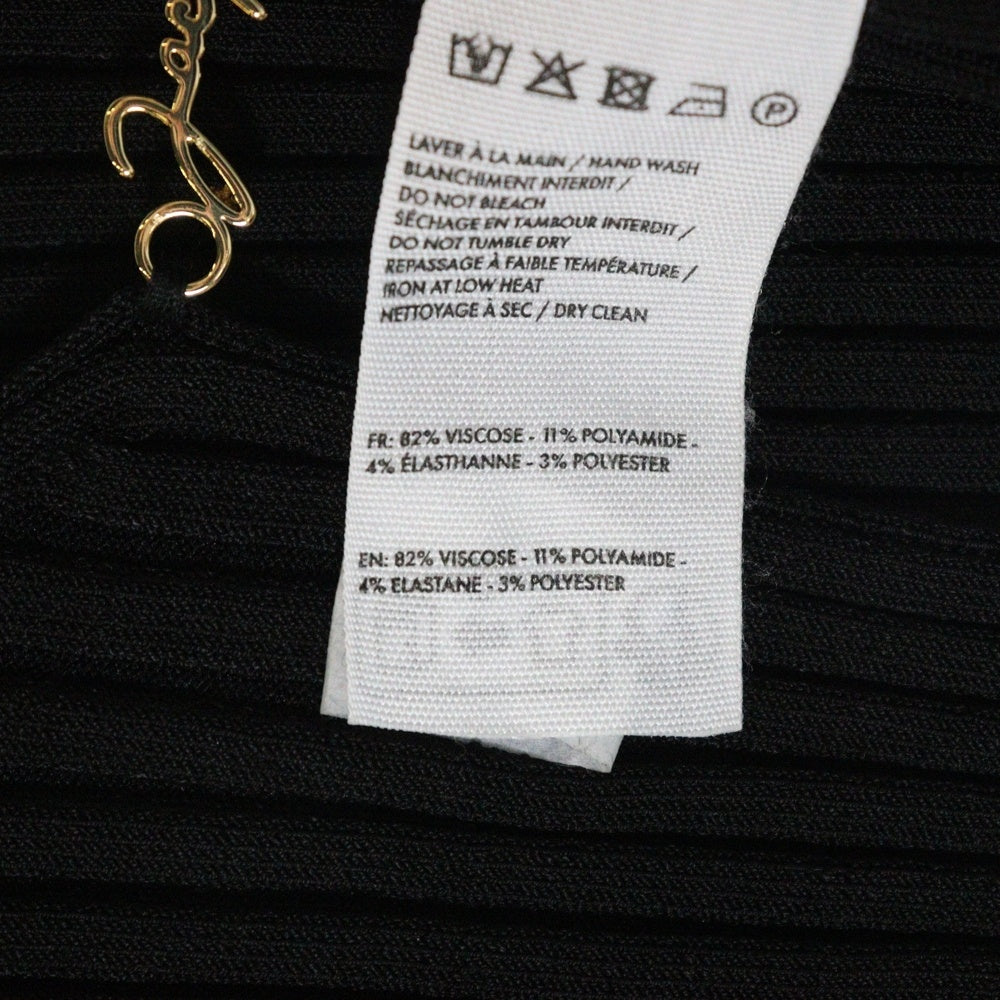 P
LAVER À LA MAIN / HAND WASH
BLANCHIMENT INTERDIT /
DO NOT BLEACH
SÉCHAGE EN TAMBOUR INTERDIT /
DO NOT TUMBLE DRY
REPASSAGE À FAIBLE TEMPÉRATURE /
IRON AT LOW HEAT
NETTOYAGE À SEC / DRY CLEAN
FR: 82% VISCOSE - 11% POLYAMIDE -
4% ÉLASTHANNE - 3% POLYESTER
EN: 82% VISCOSE - 11% POLYAMIDE -
4% ELASTANE - 3% POLYESTER